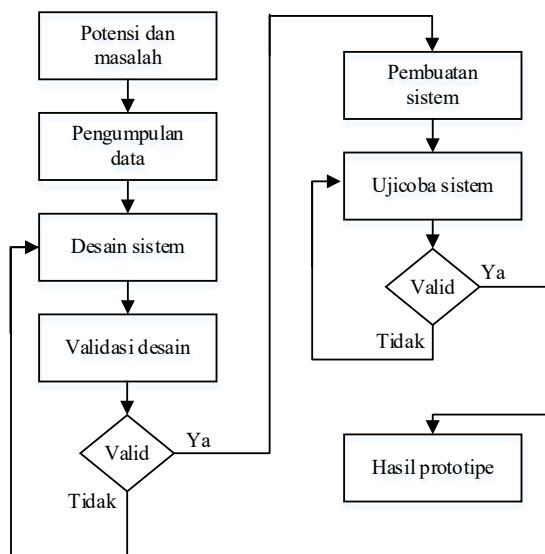 Potensi dan
masalah
Pengumpulan
data
Desain sistem
Validasi desain
Valid
Ya
Tidak
Pembuatan
sistem
Ujicoba sistem
Valid
Ya
Tidak
Hasil prototipe